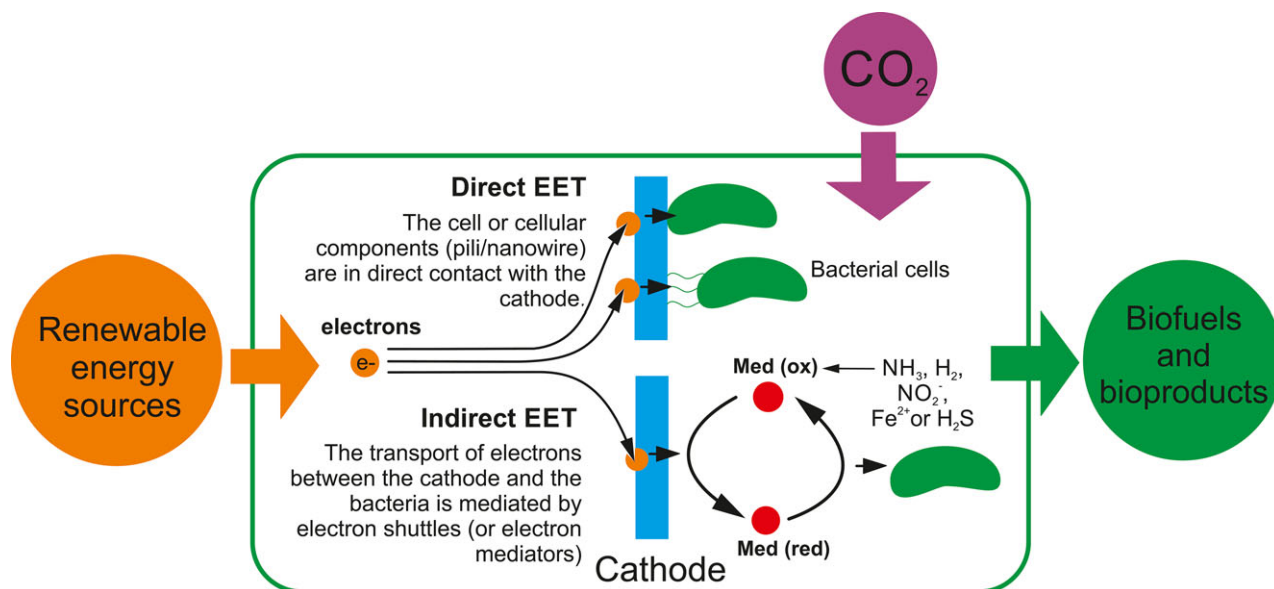 CO₂
Direct EET
The cell or cellular
components (pili/nanowire)
are in direct contact with the
cathode.
Bacterial cells
Renewable
energy
sources
electrons
e-
Biofuels
and
bioproducts
Med (ox)
NH₃, H₂,
NO₂⁻,
Fe²⁺or H₂S
Indirect EET
The transport of electrons
between the cathode and the
bacteria is mediated by
electron shuttles (or electron
mediators)
Med (red)
Cathode